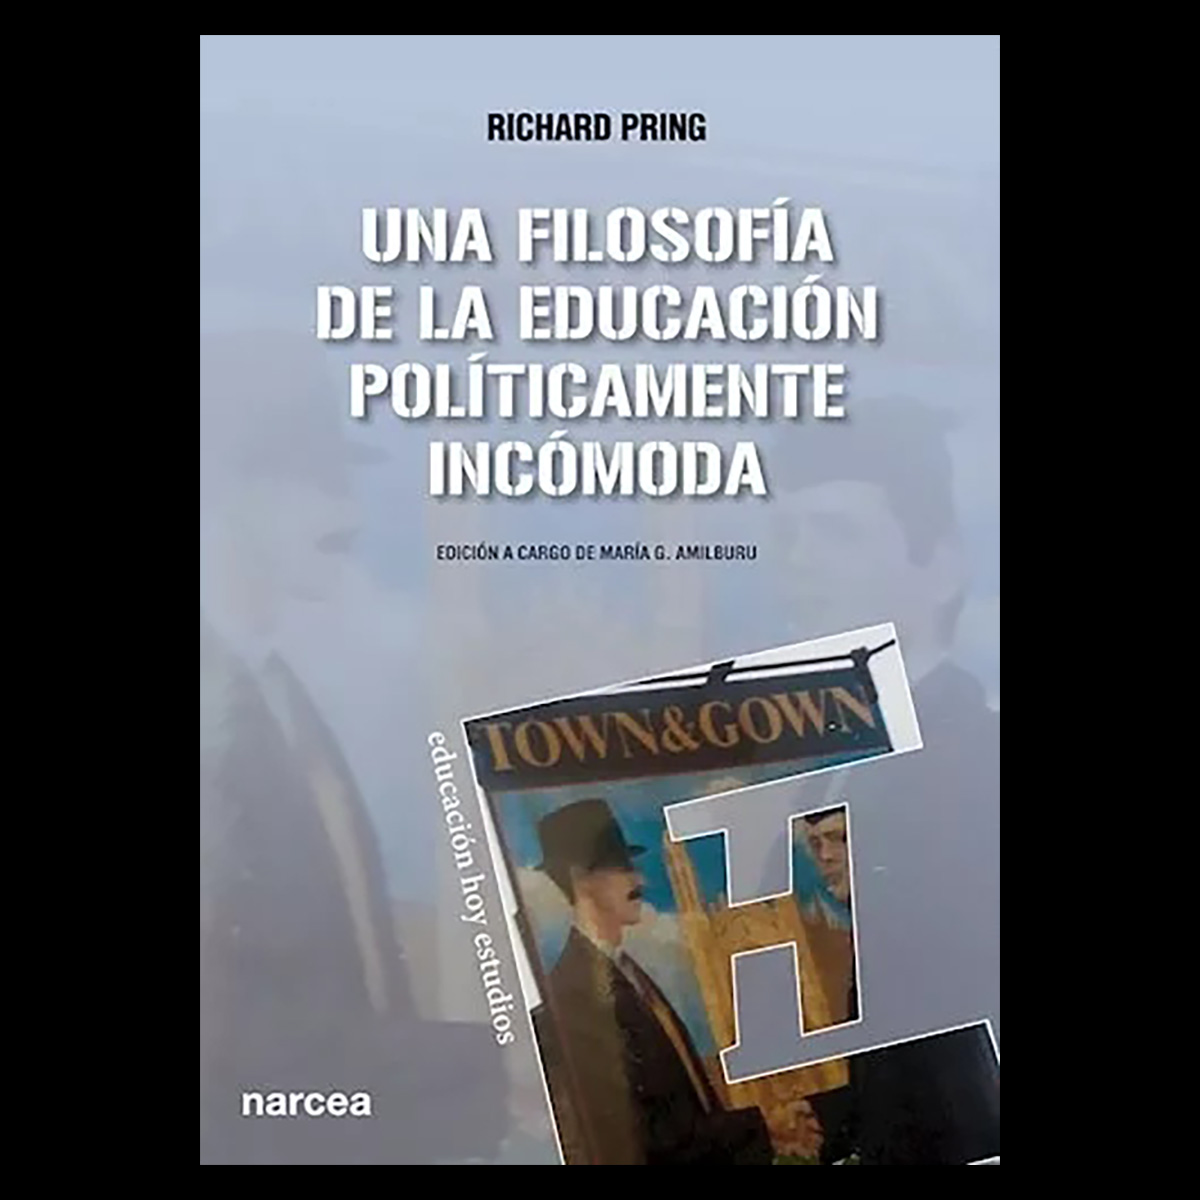 RICHARD PRING
UNA FILOSOFÍA
DE LA EDUCACIÓN
POLÍTICAMENTE
INCÓMODA
EDICIÓN A CARGO DE MARÍA G. AMILBURU
TOWN&GOWN
educación hoy estudios
narcea